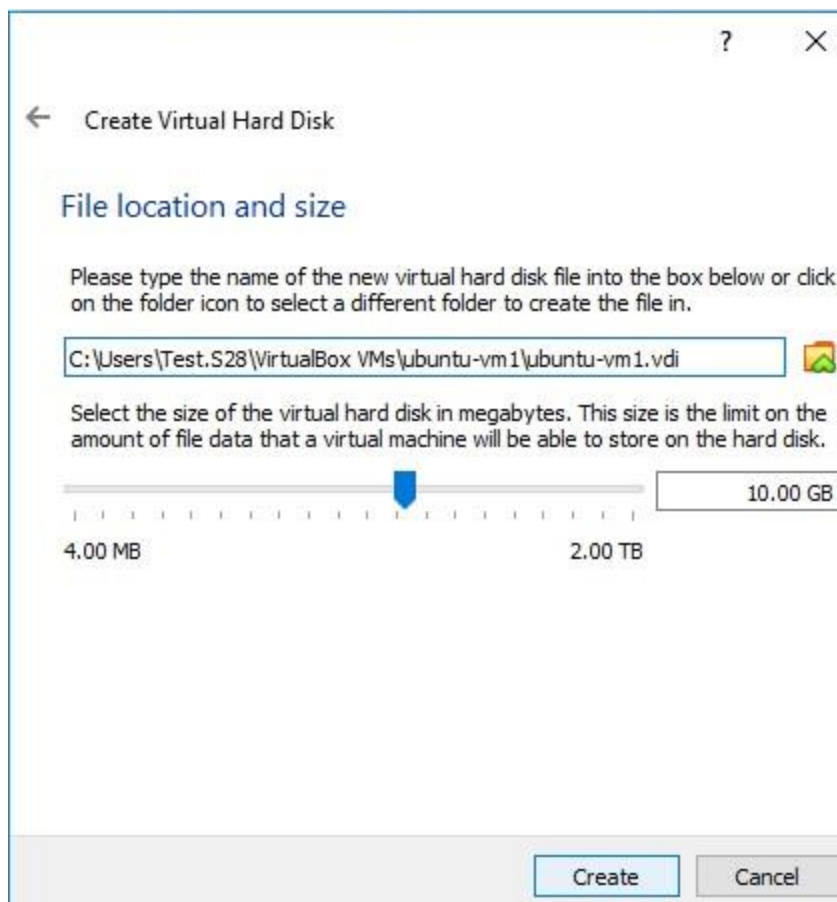 ?
Create Virtual Hard Disk
File location and size
Please type the name of the new virtual hard disk file into the box below or click
on the folder icon to select a different folder to create the file in.
C:\Users\Test.S28\VirtualBox VMs\ubuntu-vm1\ubuntu-vm1.vdi
Select the size of the virtual hard disk in megabytes. This size is the limit on the
amount of file data that a virtual machine will be able to store on the hard disk.
10.00 GB
4.00 MB 2.00 TB
Create Cancel